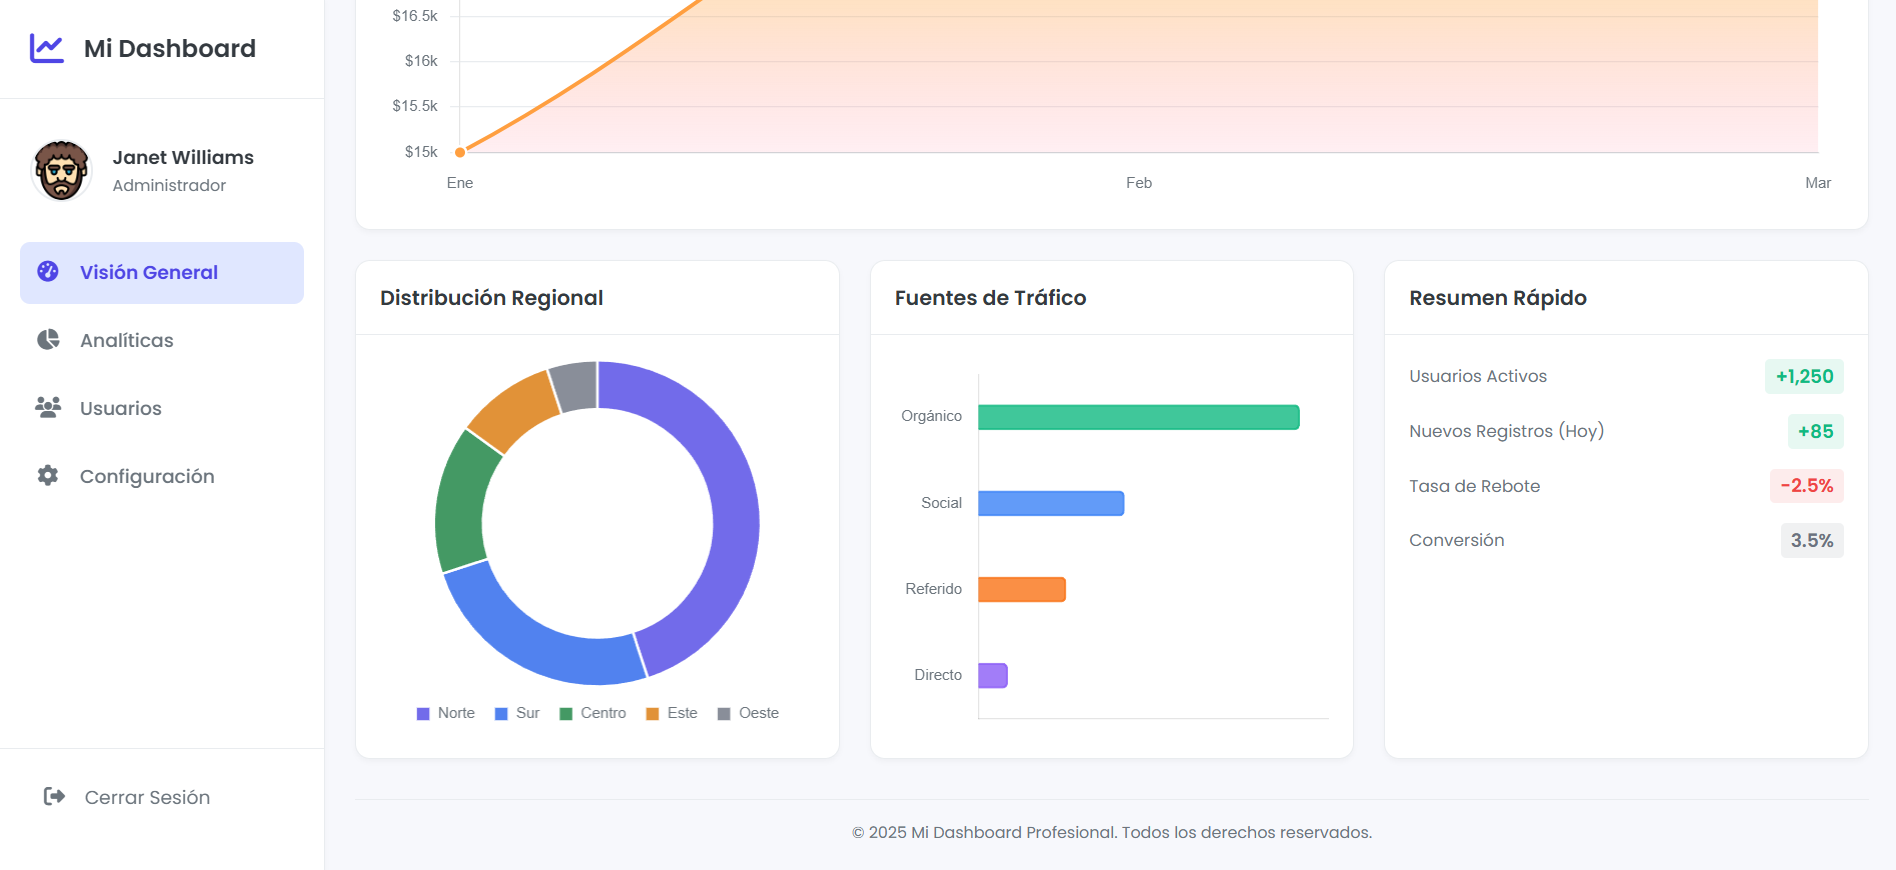 Mi Dashboard
Janet Williams
Administrador
Visión General
Analíticas
Usuarios
Configuración
Cerrar Sesión
$16.5k
$16k
$15.5k
$15k
Ene Feb Mar
Distribución Regional
Norte Sur Centro Este Oeste
Fuentes de Tráfico
Orgánico
Social
Referido
Directo
Resumen Rápido
Usuarios Activos +1,250
Nuevos Registros (Hoy) +85
Tasa de Rebote -2.5%
Conversión 3.5%
© 2025 Mi Dashboard Profesional. Todos los derechos reservados.